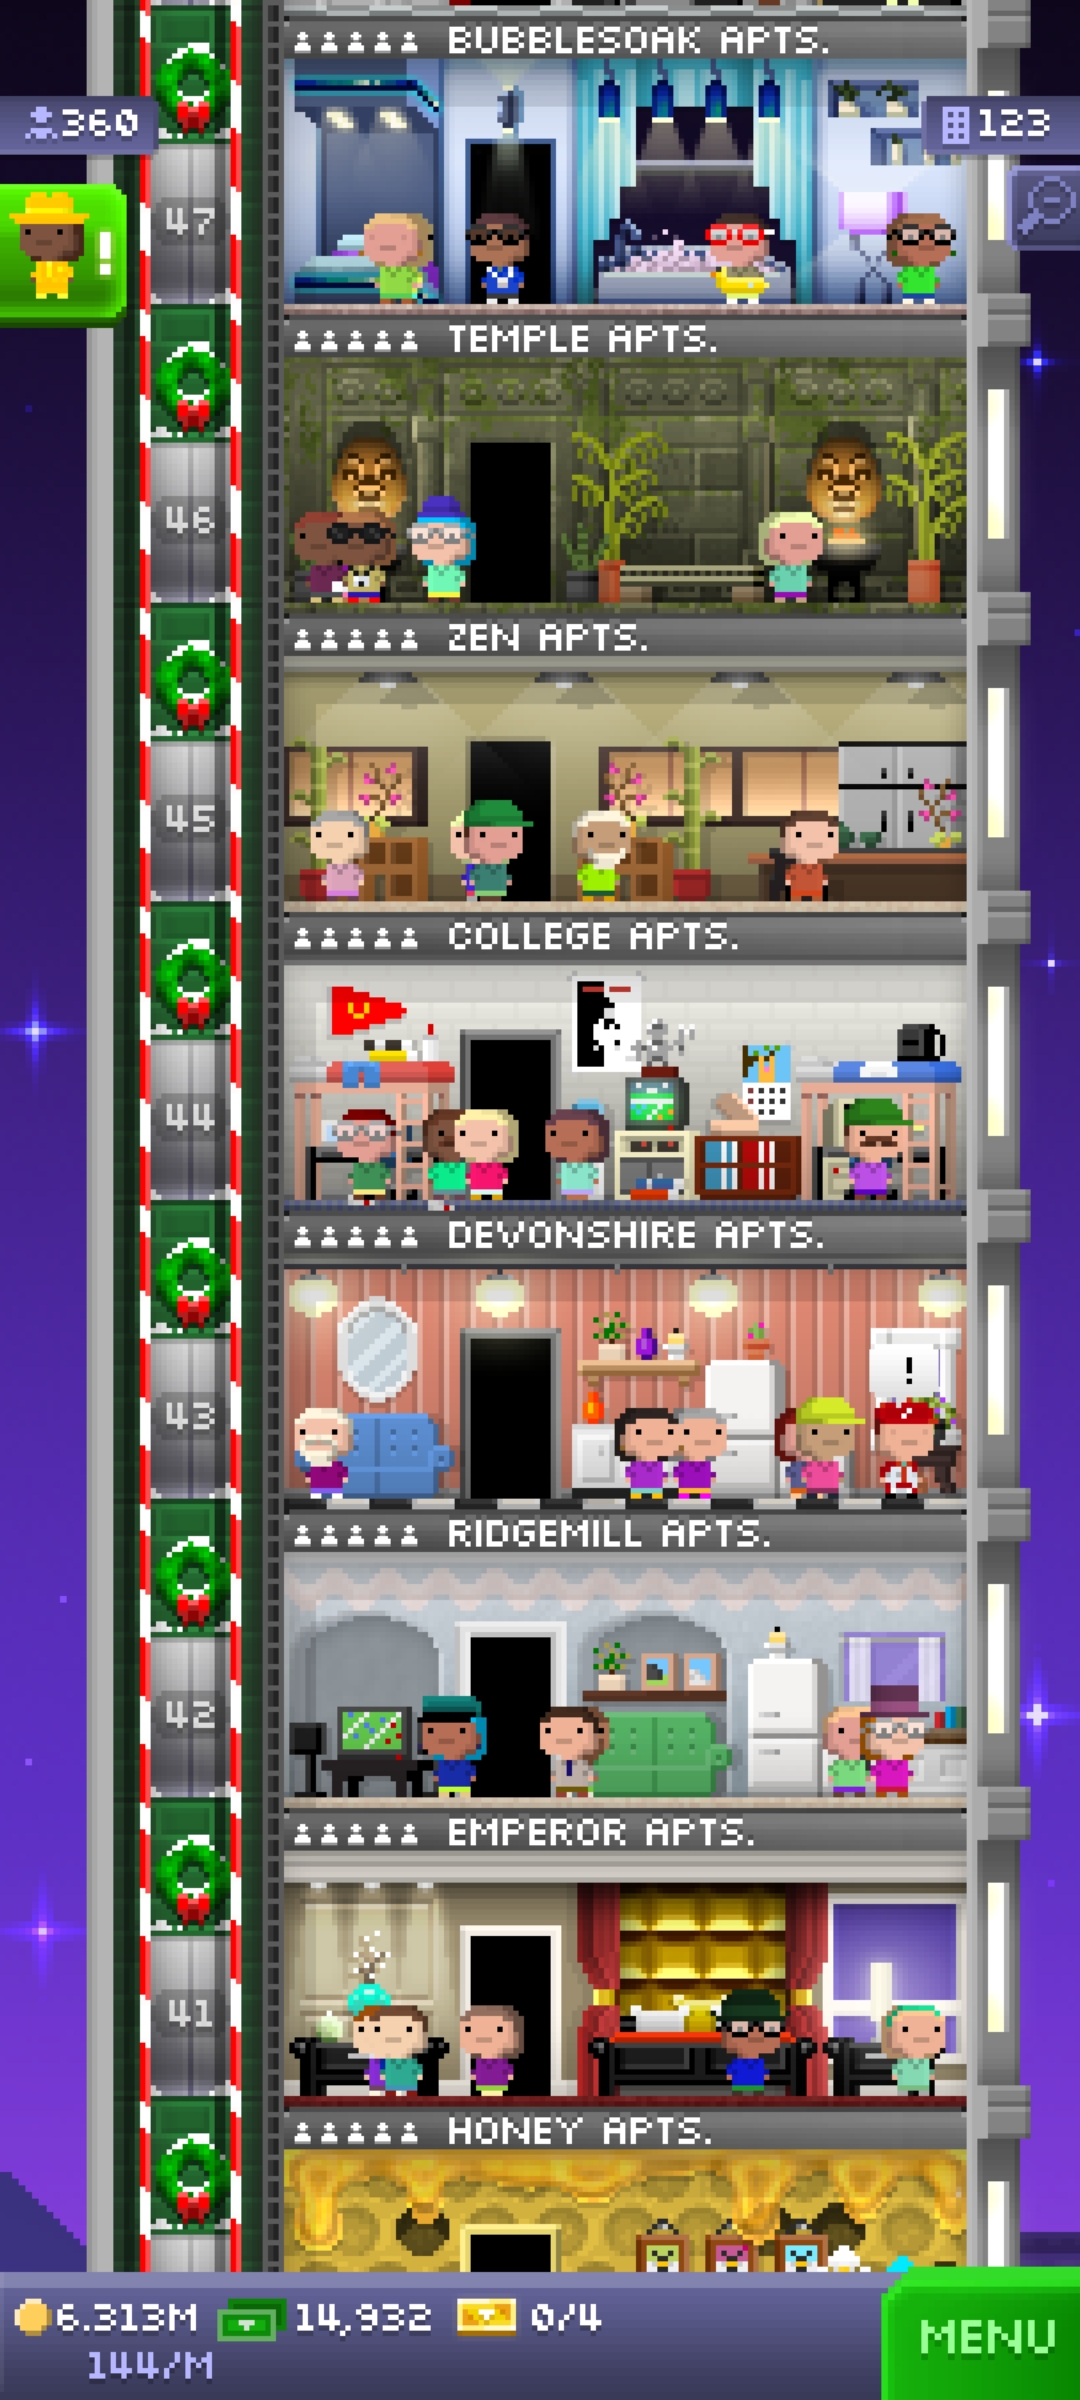 BUBBLESOAK APTS.
360
123
47
!
TEMPLE APTS.
46
ZEN APTS.
45
COLLEGE APTS.
44
DEVONSHIRE APTS.
!
43
RIDGEMILL APTS.
42
EMPEROR APTS.
41
HONEY APTS.
6.313M 14,932 0/4
144/M
MENU